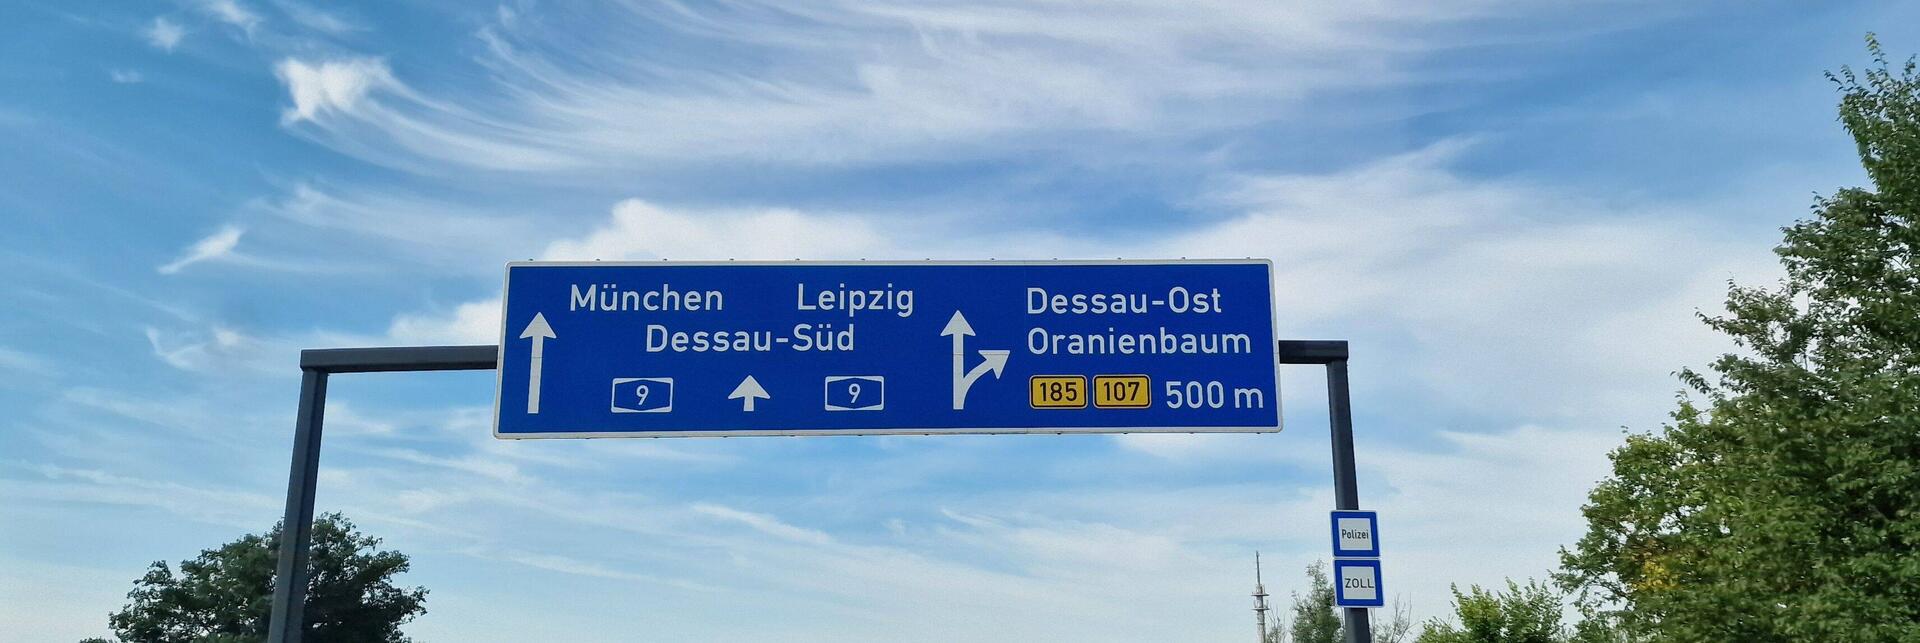 München Leipzig
Dessau-Süd
9 9
Dessau-Ost
Oranienbaum
185 107 500 m
Polizei
ZOLL